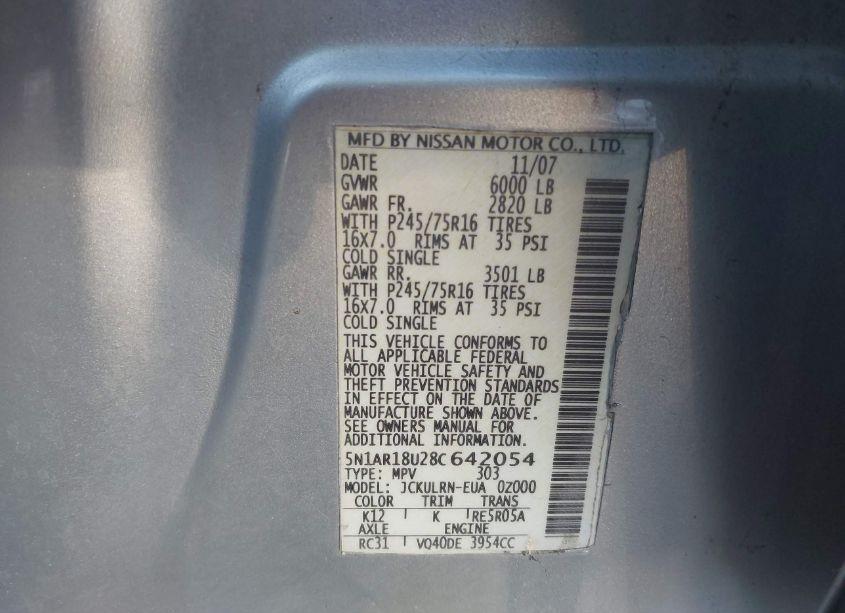 MFD BY NISSAN MOTOR CO., LTD.
DATE 11/07
GVWR 6000 LB
GAWR FR. 2820 LB
WITH P245/75R16 TIRES
16X7.0 RIMS AT 35 PSI
COLD SINGLE
GAWR RR. 3501 LB
WITH P245/75R16 TIRES
16X7.0 RIMS AT 35 PSI
COLD SINGLE
THIS VEHICLE CONFORMS TO
ALL APPLICABLE FEDERAL
MOTOR VEHICLE SAFETY AND
THEFT PREVENTION STANDARDS
IN EFFECT ON THE DATE OF
MANUFACTURE SHOWN ABOVE.
SEE OWNERS MANUAL FOR
ADDITIONAL INFORMATION.
5N1AR18U28C642054
TYPE: MPV 303
MODEL: JCKULRN-EUA 0Z000
COLOR TRIM TRANS
K12 K RE5R05A
AXLE ENGINE
RC31 VQ40DE 3954CC